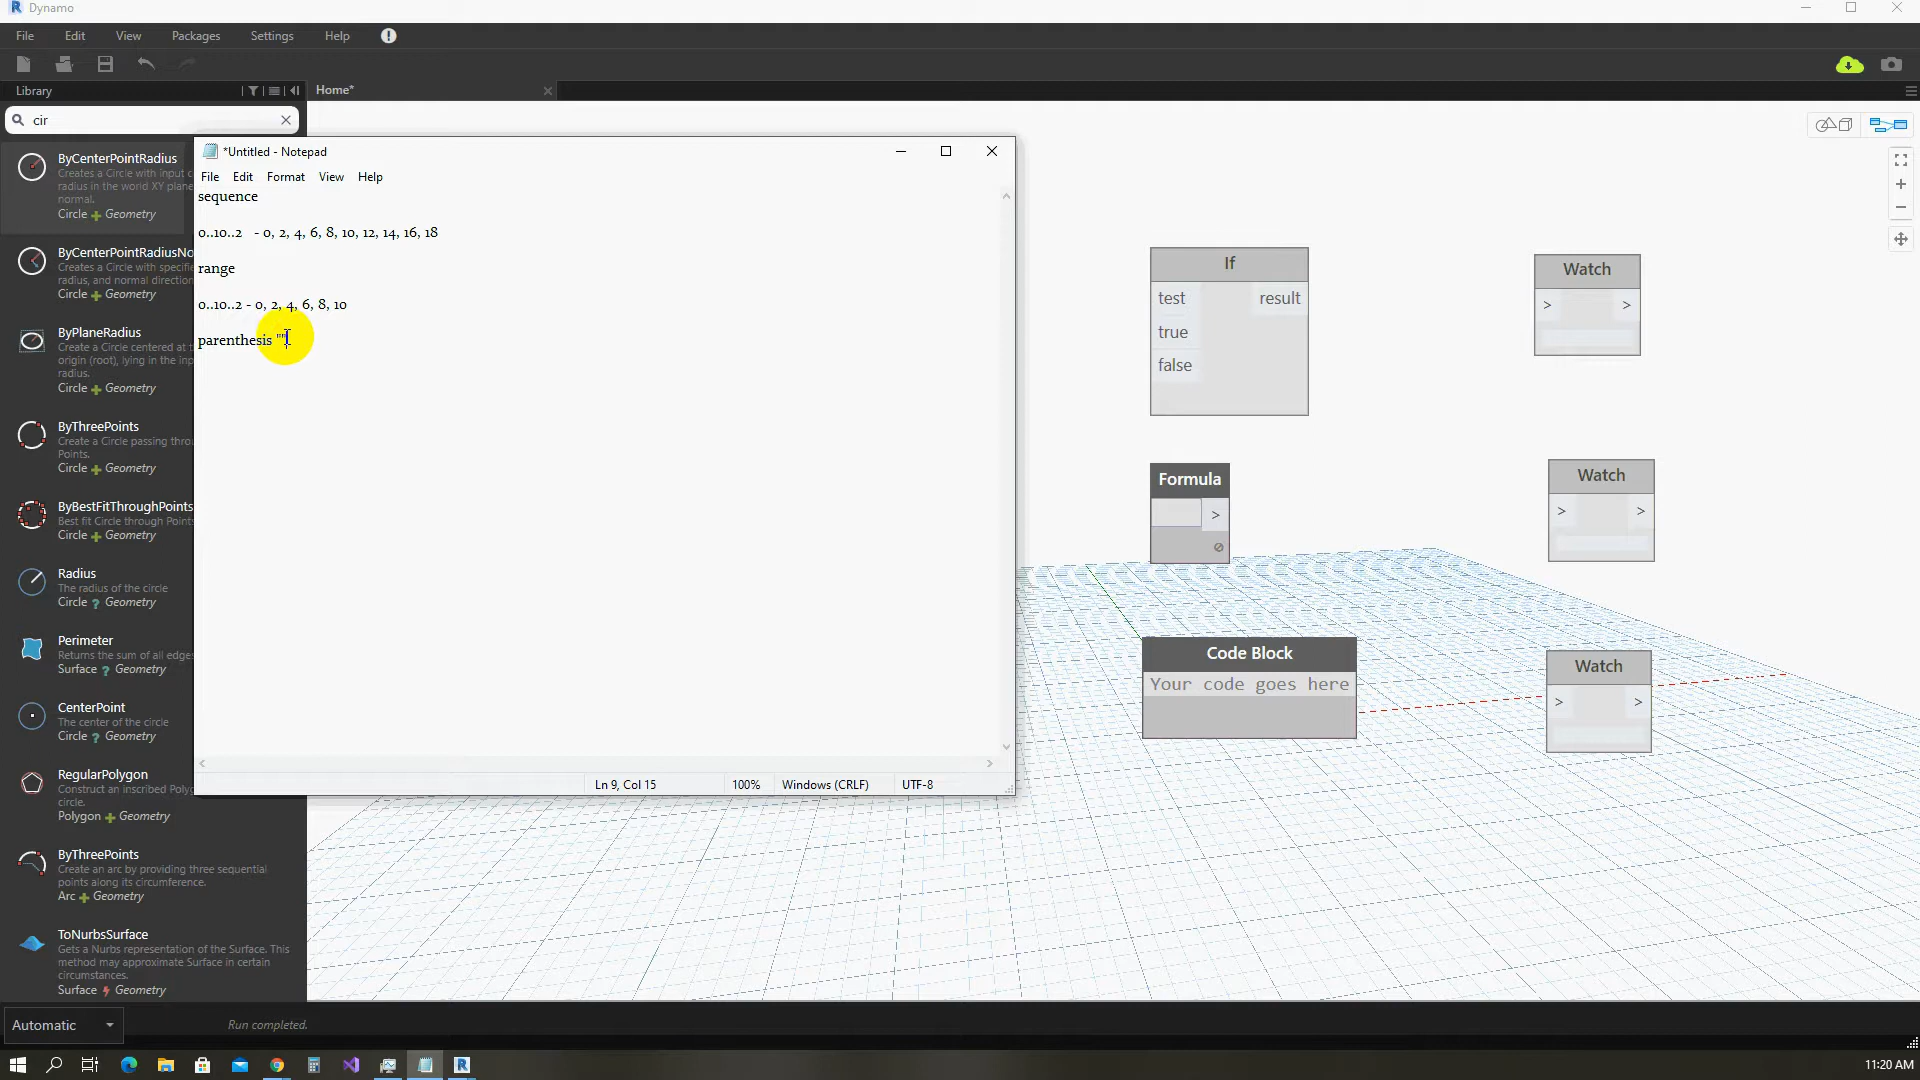 Dynamo
File Edit View Packages Settings Help
Library
Home*
cir
ByCenterPointRadius
Creates a Circle with input c
radius in the world XY plane
normal.
Circle Geometry
ByCenterPointRadiusNo
Creates a Circle with specifie
radius, and normal direction
Circle Geometry
ByPlaneRadius
Create a Circle centered at t
origin (root), lying in the inp
radius.
Circle Geometry
ByThreePoints
Create a Circle passing throu
Points.
Circle Geometry
ByBestFitThroughPoints
Best fit Circle through Points
Circle Geometry
Radius
The radius of the circle
Circle ? Geometry
Perimeter
Returns the sum of all edges
Surface ? Geometry
CenterPoint
The center of the circle
Circle ? Geometry
RegularPolygon
Construct an inscribed Polyg
circle.
Polygon Geometry
ByThreePoints
Create an arc by providing three sequential
points along its circumference.
Arc Geometry
ToNurbsSurface
Gets a Nurbs representation of the Surface. This
method may approximate Surface in certain
circumstances.
Surface Geometry
*Untitled - Notepad
File Edit Format View Help
sequence
0..10..2 - 0, 2, 4, 6, 8, 10, 12, 14, 16, 18
range
0..10..2 - 0, 2, 4, 6, 8, 10
parenthesis ""
Ln 9, Col 15 100% Windows (CRLF) UTF-8
If
test result
true
false
Watch
> >
Formula
>
Watch
> >
Code Block
Your code goes here
Watch
> >
Automatic
Run completed.
11:20 AM